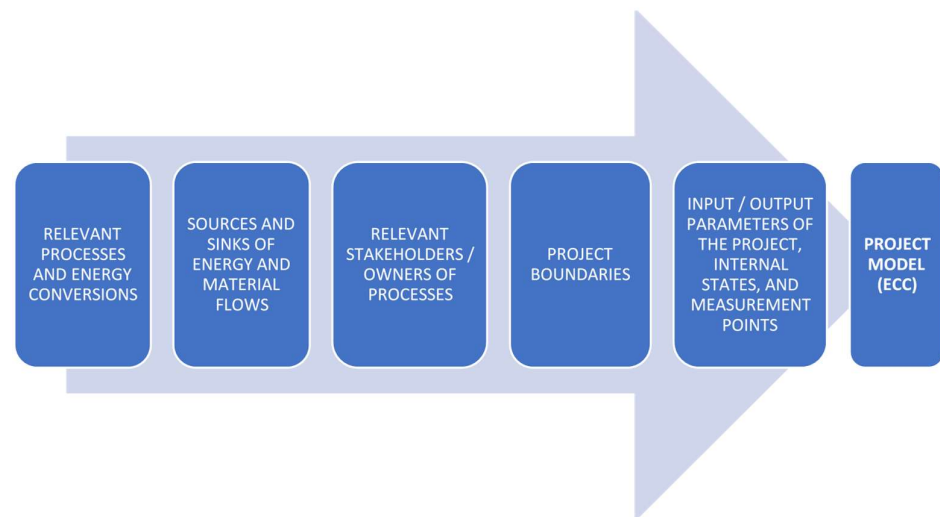 RELEVANT
PROCESSES
AND ENERGY
CONVERSIONS
SOURCES AND
SINKS OF
ENERGY AND
MATERIAL
FLOWS
RELEVANT
STAKEHOLDERS /
OWNERS OF
PROCESSES
PROJECT
BOUNDARIES
INPUT / OUTPUT
PARAMETERS OF
THE PROJECT,
INTERNAL
STATES, AND
MEASUREMENT
POINTS
PROJECT
MODEL
(ECC)